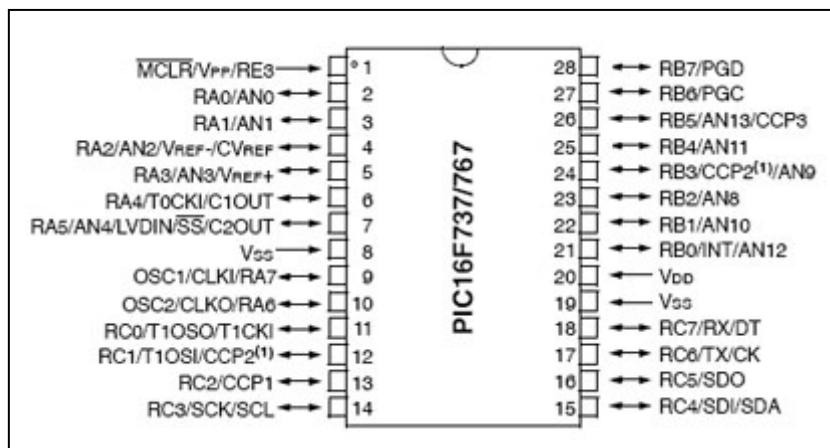 MCLR/VPP/RE3 1 28 RB7/PGD
RA0/AN0 2 27 RB6/PGC
RA1/AN1 3 26 RB5/AN13/CCP3
RA2/AN2/VREF-/CVREF 4 25 RB4/AN11
RA3/AN3/VREF+ 5 24 RB3/CCP2(1)/AN9
RA4/T0CKI/C1OUT 6 23 RB2/AN8
RA5/AN4/LVDIN/SS/C2OUT 7 22 RB1/AN10
VSS 8 21 RB0/INT/AN12
OSC1/CLKI/RA7 9 20 VDD
OSC2/CLKO/RA6 10 19 VSS
RC0/T1OSO/T1CKI 11 18 RC7/RX/DT
RC1/T1OSI/CCP2(1) 12 17 RC6/TX/CK
RC2/CCP1 13 16 RC5/SDO
RC3/SCK/SCL 14 15 RC4/SDI/SDA
PIC16F737/767